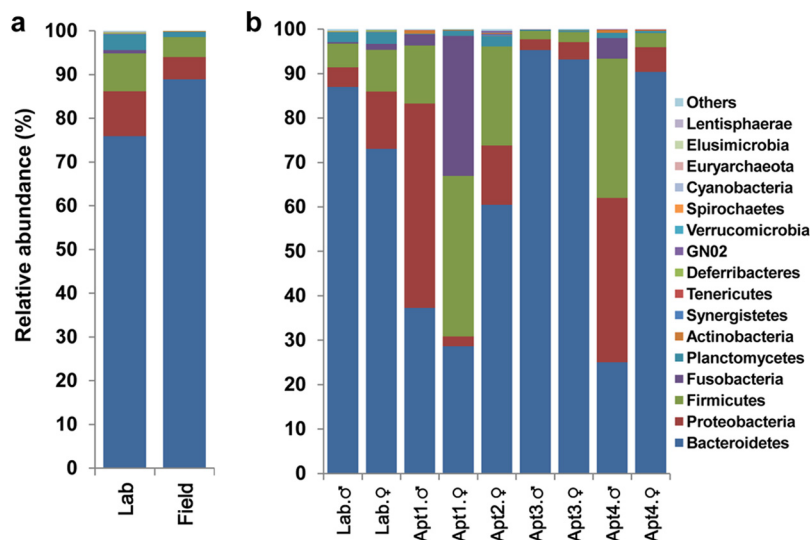 a
b
Relative abundance (%)
100
90
80
70
60
50
40
30
20
10
0
Lab
Field
100
90
80
70
60
50
40
30
20
10
0
Lab.♂
Lab.♀
Apt1.♂
Apt1.♀
Apt2.♀
Apt3.♂
Apt3.♀
Apt4.♂
Apt4.♀
Others
Lentisphaerae
Elusimicrobia
Euryarchaeota
Cyanobacteria
Spirochaetes
Verrucomicrobia
GN02
Deferribacteres
Tenericutes
Synergistetes
Actinobacteria
Planctomycetes
Fusobacteria
Firmicutes
Proteobacteria
Bacteroidetes